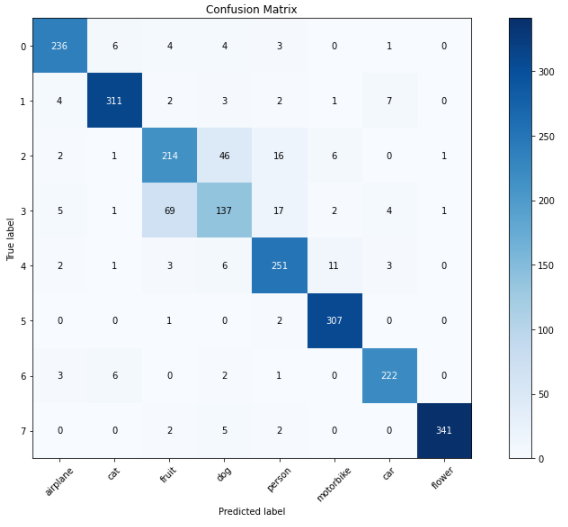 Confusion Matrix
0 236 6 4 4 3 0 1 0
1 4 311 2 3 2 1 7 0
2 2 1 214 46 16 6 0 1
3 5 1 69 137 17 2 4 1
4 2 1 3 6 251 11 3 0
5 0 0 1 0 2 307 0 0
6 3 6 0 2 1 0 222 0
7 0 0 2 5 2 0 0 341
airplane cat fruit dog person motorbike car flower
Predicted label
True label
300
250
200
150
100
50
0